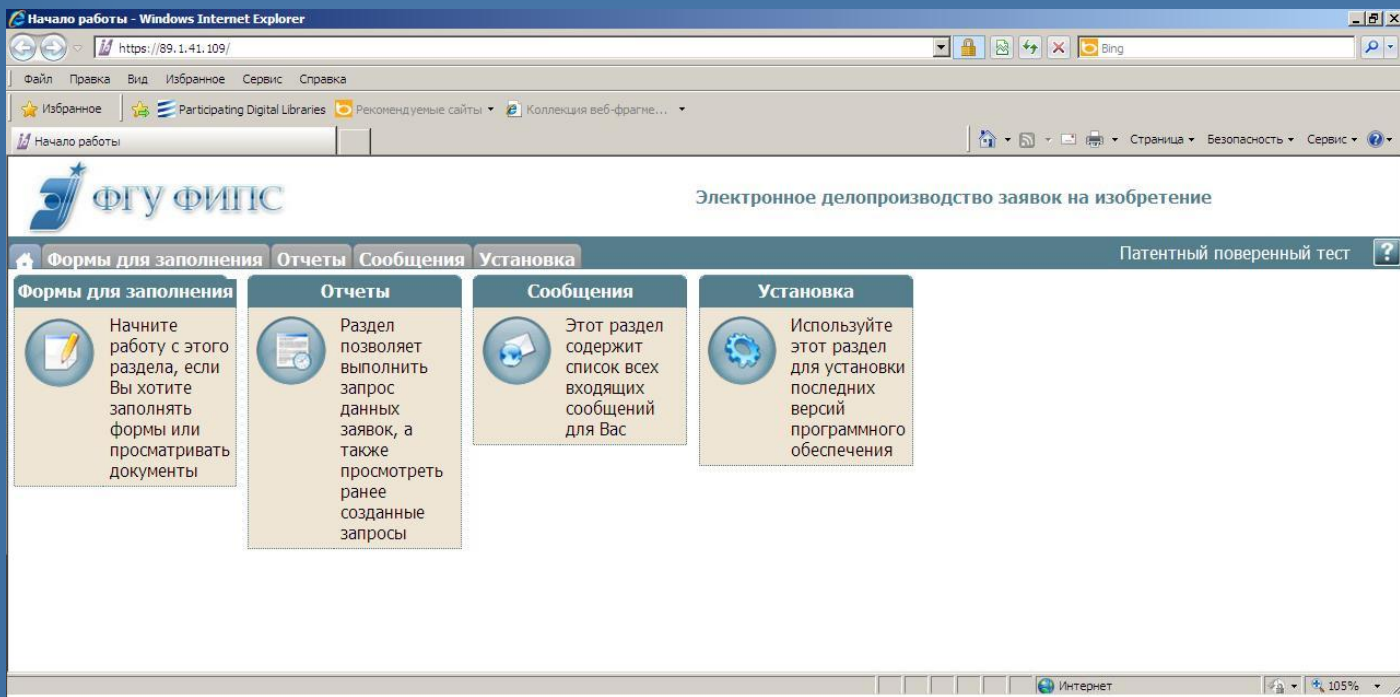 Начало работы - Windows Internet Explorer
https://89.1.41.109/
Bing
Файл Правка Вид Избранное Сервис Справка
Избранное Participating Digital Libraries Рекомендуемые сайты Коллекция веб-фрагме...
Начало работы
Страница Безопасность Сервис
ФГУ ФИПС
Электронное делопроизводство заявок на изобретение
Формы для заполнения Отчеты Сообщения Установка
Патентный поверенный тест ?
Формы для заполнения
Начните
работу с этого
раздела, если
Вы хотите
заполнять
формы или
просматривать
документы
Отчеты
Раздел
позволяет
выполнить
запрос
данных
заявок, а
также
просмотреть
ранее
созданные
запросы
Сообщения
Этот раздел
содержит
список всех
входящих
сообщений
для Вас
Установка
Используйте
этот раздел
для установки
последних
версий
программного
обеспечения
Интернет
105%